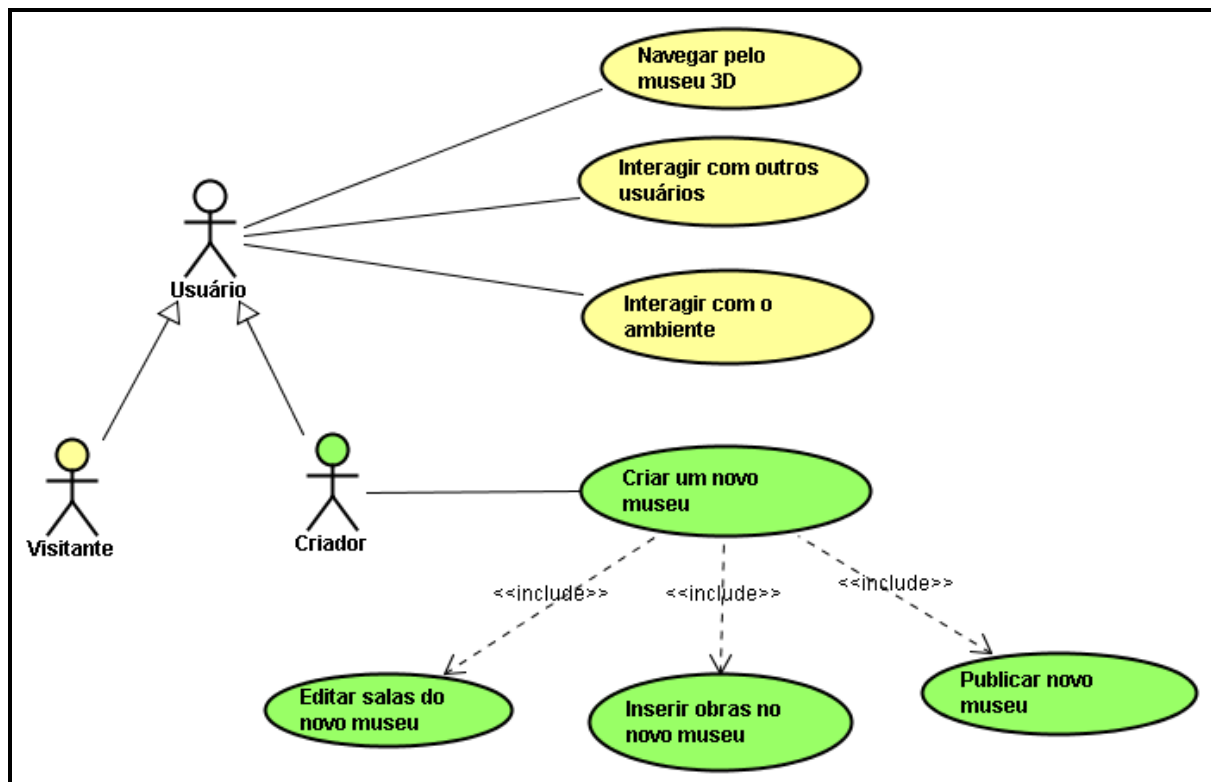 Navegar pelo
museu 3D
Interagir com outros
usuários
Usuário
Interagir com o
ambiente
Visitante
Criador
Criar um novo
museu
<<include>>
<<include>>
<<include>>
Editar salas do
novo museu
Inserir obras no
novo museu
Publicar novo
museu